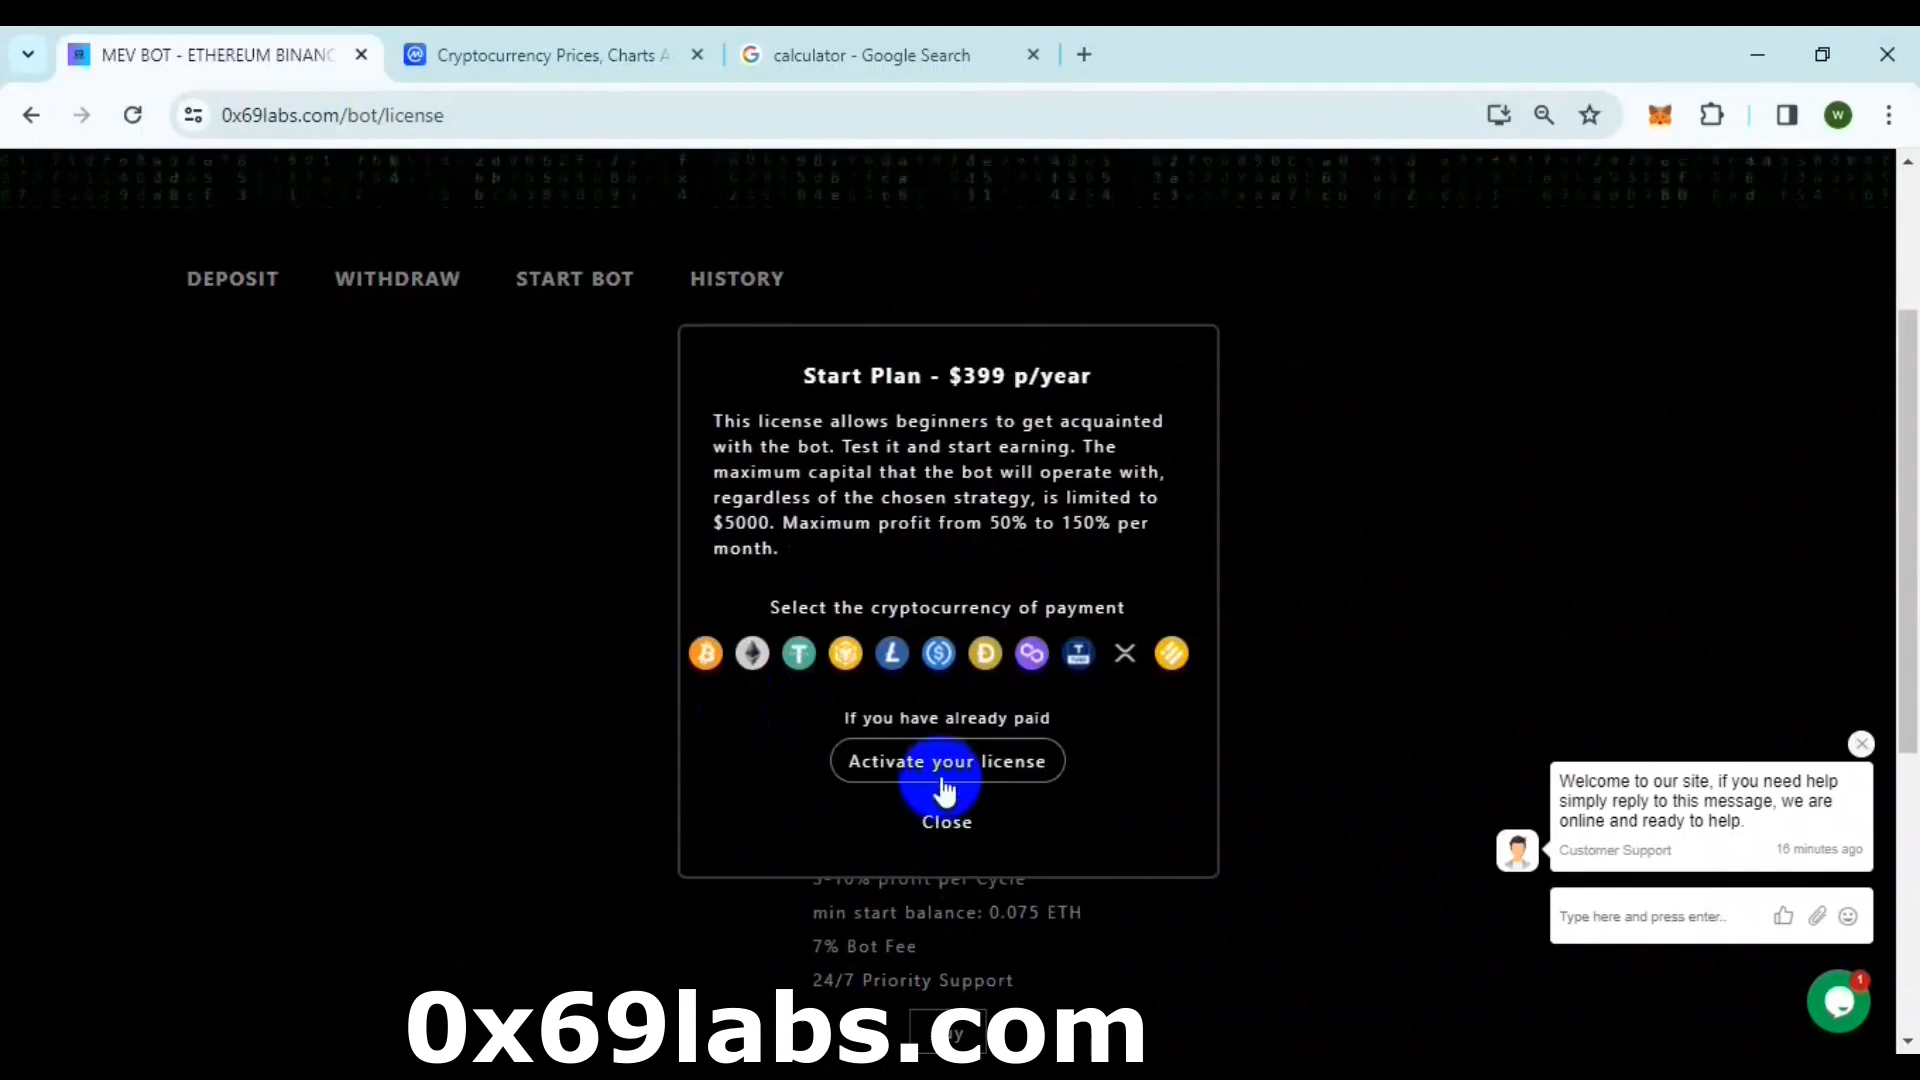 MEV BOT - ETHEREUM BINANC
Cryptocurrency Prices, Charts A
calculator - Google Search
0x69labs.com/bot/license
W
DEPOSIT
WITHDRAW
START BOT
HISTORY
Start Plan - $399 p/year
This license allows beginners to get acquainted
with the bot. Test it and start earning. The
maximum capital that the bot will operate with,
regardless of the chosen strategy, is limited to
$5000. Maximum profit from 50% to 150% per
month.
Select the cryptocurrency of payment
If you have already paid
Activate your license
Close
3-10% profit per Cycle
min start balance: 0.075 ETH
7% Bot Fee
24/7 Priority Support
Welcome to our site, if you need help
simply reply to this message, we are
online and ready to help.
Customer Support
16 minutes ago
Type here and press enter..
1
0x69labs.com